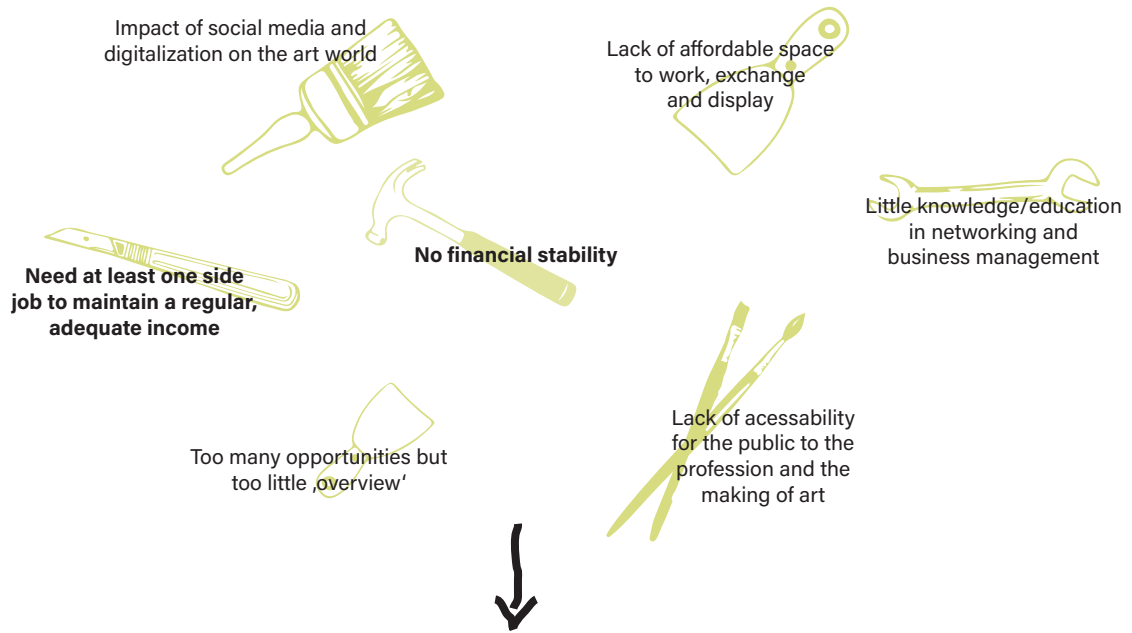 Impact of social media and
digitalization on the art world
Lack of affordable space
to work, exchange
and display
Little knowledge/education
in networking and
business management
No financial stability
Need at least one side
job to maintain a regular,
adequate income
Too many opportunities but
too little ‚overview‘
Lack of acessability
for the public to the
profession and the
making of art